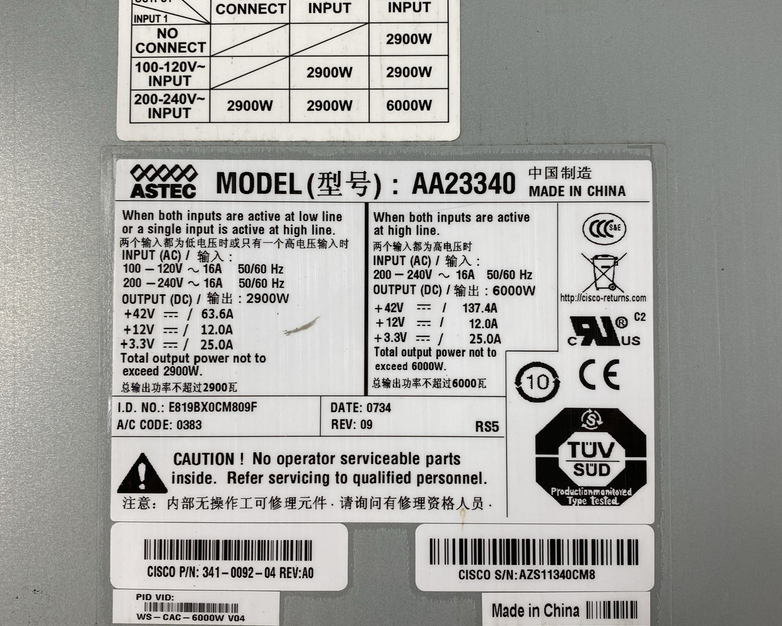 INPUT 1
CONNECT
INPUT
INPUT
NO CONNECT
2900W
100-120V~ INPUT
2900W
2900W
200-240V~ INPUT
2900W
2900W
6000W
ASTEC
MODEL(型号): AA23340
中国制造
MADE IN CHINA
When both inputs are active at low line
or a single input is active at high line.
两个输入都为低电压时或只有一个高电压输入时
INPUT (AC) / 输入:
100 – 120V ~ 16A 50/60 Hz
200 – 240V ~ 16A 50/60 Hz
OUTPUT (DC) / 输出: 2900W
+42V ⎓ / 63.6A
+12V ⎓ / 12.0A
+3.3V ⎓ / 25.0A
Total output power not to
exceed 2900W.
总输出功率不超过2900瓦
When both inputs are active
at high line.
两个输入都为高电压时
INPUT (AC) / 输入:
200 – 240V ~ 16A 50/60 Hz
OUTPUT (DC) / 输出: 6000W
+42V ⎓ / 137.4A
+12V ⎓ / 12.0A
+3.3V ⎓ / 25.0A
Total output power not to
exceed 6000W.
总输出功率不超过6000瓦
CCC S&E
http://cisco-returns.com
c RU ® US C2
10
CE
TÜV
SÜD
Productionmonitored
Type Tested
I.D. NO.: E819BX0CM809F
A/C CODE: 0383
DATE: 0734
REV: 09
RS5
CAUTION ! No operator serviceable parts
inside. Refer servicing to qualified personnel.
注意: 内部无操作工可修理元件. 请询问有修理资格人员.
CISCO P/N: 341-0092-04 REV:A0
CISCO S/N: AZS11340CM8
PID VID:
WS-CAC-6000W V04
Made in China